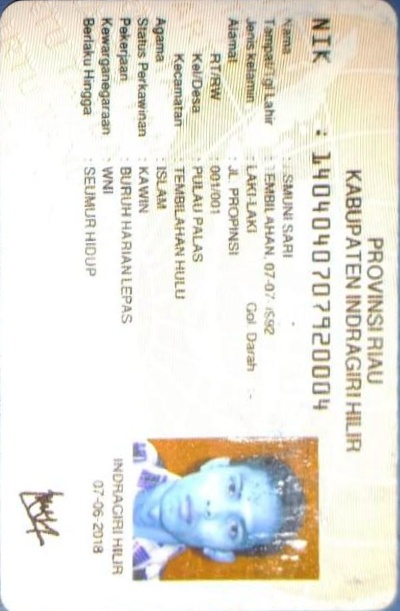 PROVINSI RIAU
KABUPATEN INDRAGIRI HILIR
NIK : 1404040707920004
Nama : SMUNI SARI
Tempat/Tgl Lahir : TEMBILAHAN, 07-07-1992
Jenis kelamin : LAKI-LAKI Gol Darah : -
Alamat : JL PROPINSI
RT/RW : 001/001
Kel/Desa : PULAU PALAS
Kecamatan : TEMBILAHAN HULU
Agama : ISLAM
Status Perkawinan : KAWIN
Pekerjaan : BURUH HARIAN LEPAS
Kewarganegaraan : WNI
Berlaku Hingga : SEUMUR HIDUP
INDRAGIRI HILIR
07-06-2018